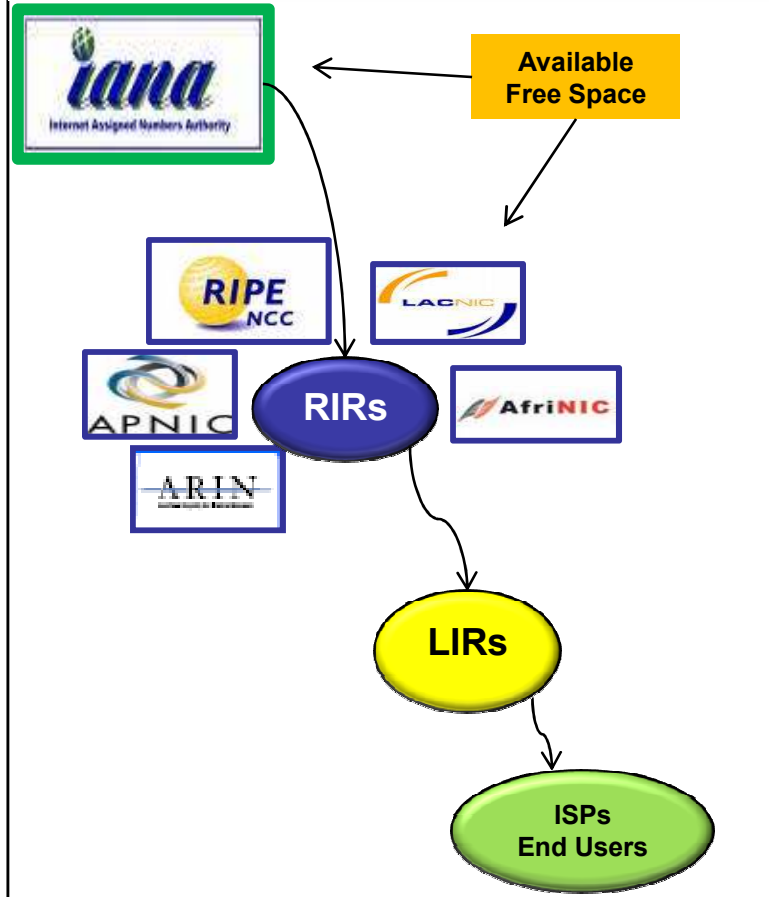 iana
Internet Assigned Numbers Authority
Available
Free Space
RIPE
NCC
LACNIC
APNIC
RIRs
AfriNIC
ARIN
LIRs
ISPs
End Users